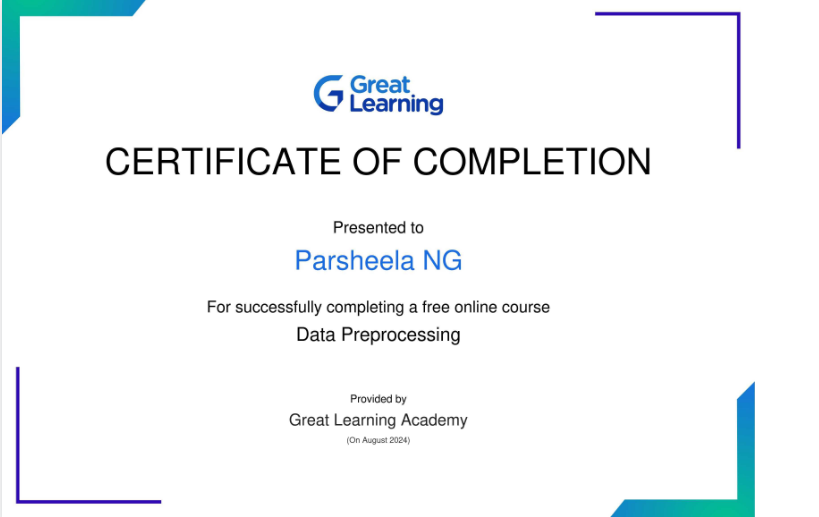 Great
Learning
CERTIFICATE OF COMPLETION
Presented to
Parsheela NG
For successfully completing a free online course
Data Preprocessing
Provided by
Great Learning Academy
(On August 2024)